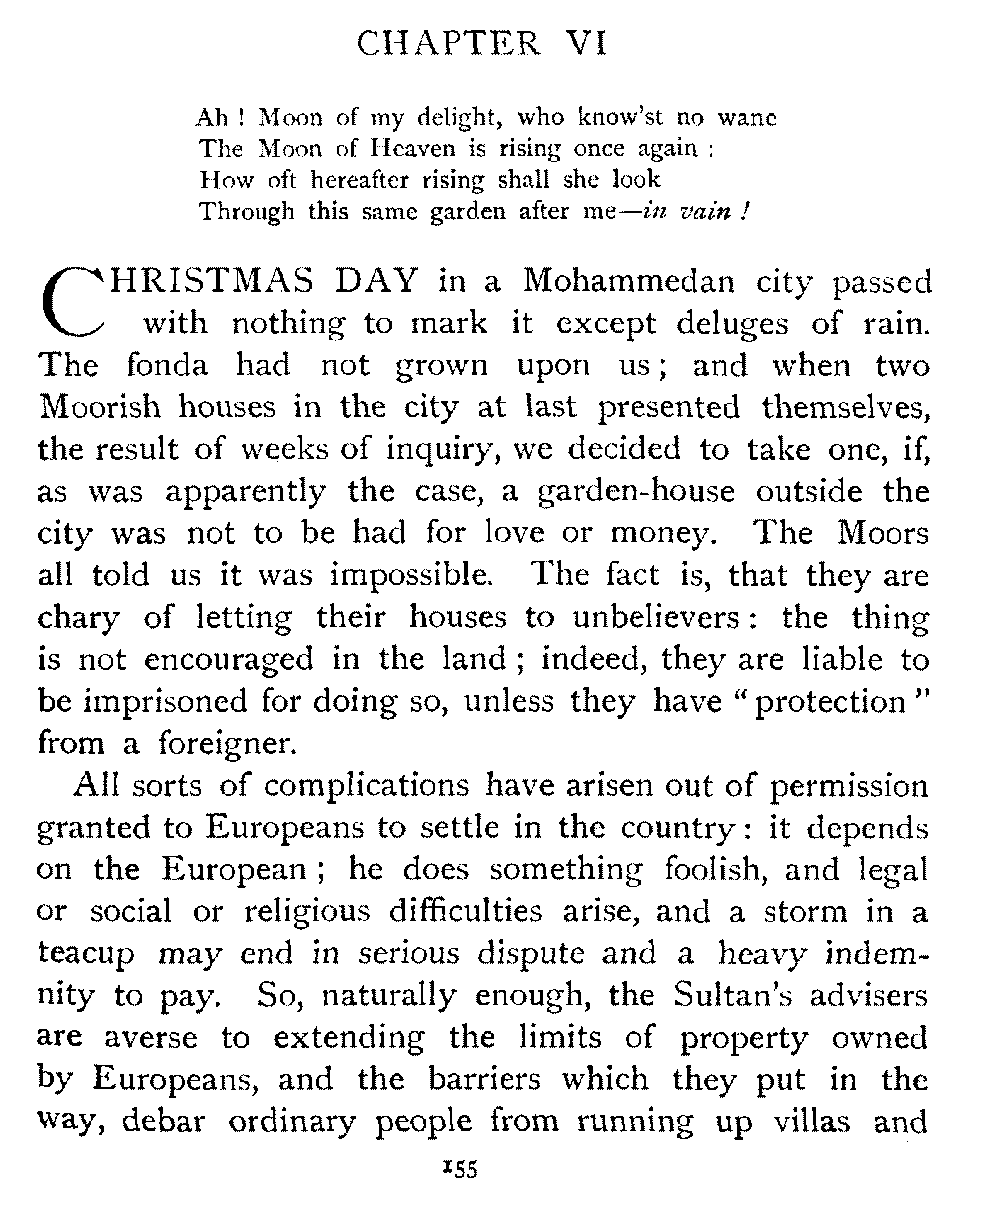 CHAPTER VI
Ah ! Moon of my delight, who know'st no wane
The Moon of Heaven is rising once again :
How oft hereafter rising shall she look
Through this same garden after me—in vain !
CHRISTMAS DAY in a Mohammedan city passed
with nothing to mark it except deluges of rain.
The fonda had not grown upon us ; and when two
Moorish houses in the city at last presented themselves,
the result of weeks of inquiry, we decided to take one, if,
as was apparently the case, a garden-house outside the
city was not to be had for love or money. The Moors
all told us it was impossible. The fact is, that they are
chary of letting their houses to unbelievers : the thing
is not encouraged in the land ; indeed, they are liable to
be imprisoned for doing so, unless they have “ protection ”
from a foreigner.
All sorts of complications have arisen out of permission
granted to Europeans to settle in the country : it depends
on the European ; he does something foolish, and legal
or social or religious difficulties arise, and a storm in a
teacup may end in serious dispute and a heavy indem-
nity to pay. So, naturally enough, the Sultan's advisers
are averse to extending the limits of property owned
by Europeans, and the barriers which they put in the
way, debar ordinary people from running up villas and
155